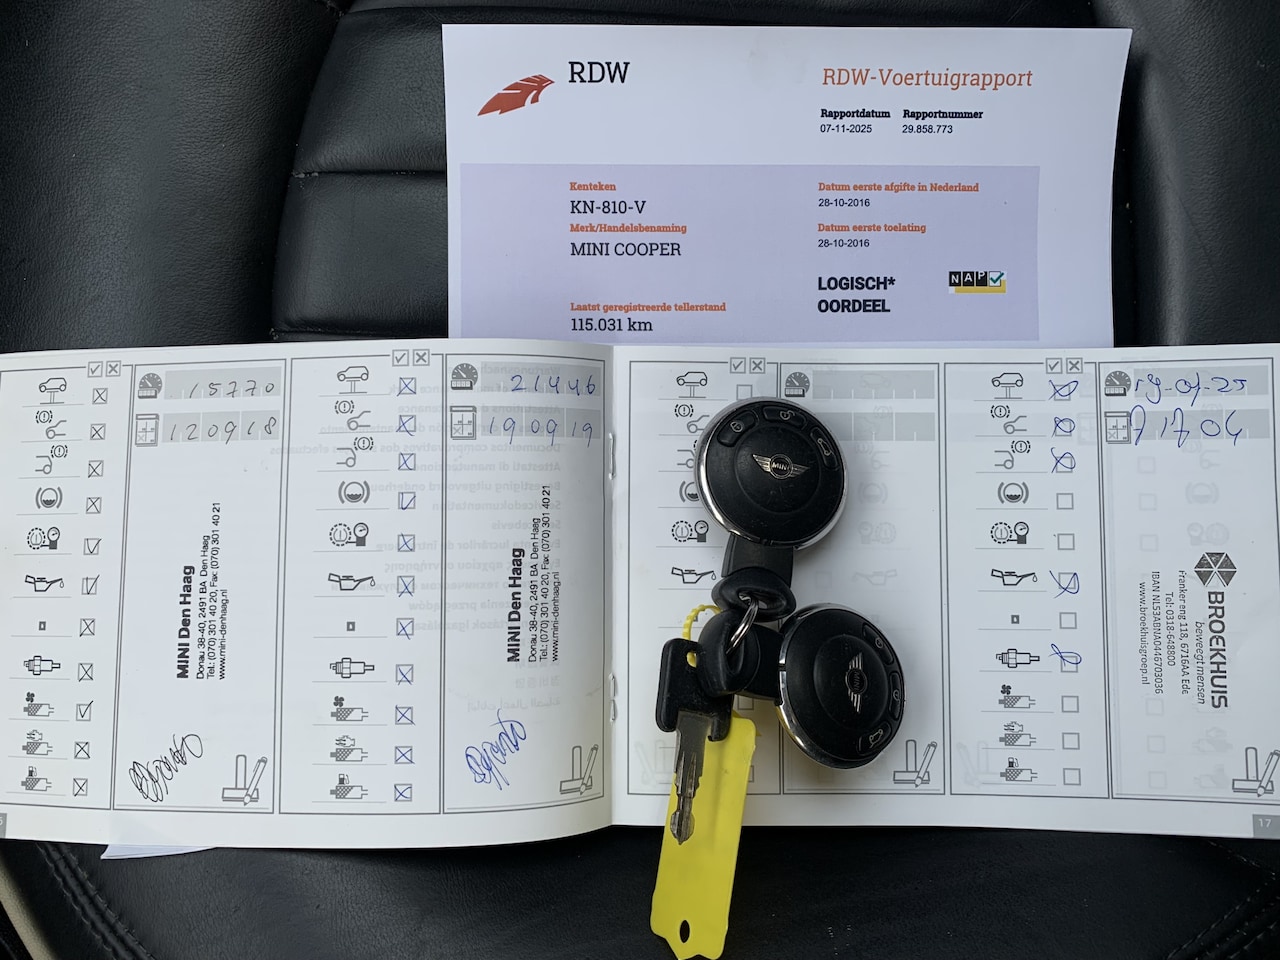 RDW
RDW-Voertuigrapport
Rapportdatum Rapportnummer
07-11-2025 29.858.773
Kenteken
KN-810-V
Merk/Handelsbenaming
MINI COOPER
Laatst geregistreerde tellerstand
115.031 km
Datum eerste afgifte in Nederland
28-10-2016
Datum eerste toelating
28-10-2016
LOGISCH*
OORDEEL
NAP
15770
120918
MINI Den Haag
Donau 38-40, 2491 BA Den Haag
Tel.: (070) 301 40 20, Fax: (070) 301 40 21
www.mini-denhaag.nl
21446
190919
MINI Den Haag
Donau 38-40, 2491 BA Den Haag
Tel.: (070) 301 40 20, Fax: (070) 301 40 21
www.mini-denhaag.nl
MINI
MINI
BROEKHUIS
beweegt mensen
Franker eng 118, 6716AA Ede
Tel: 0318-648800
IBAN NL53ABNA0446703036
www.broekhuisgroep.nl
17